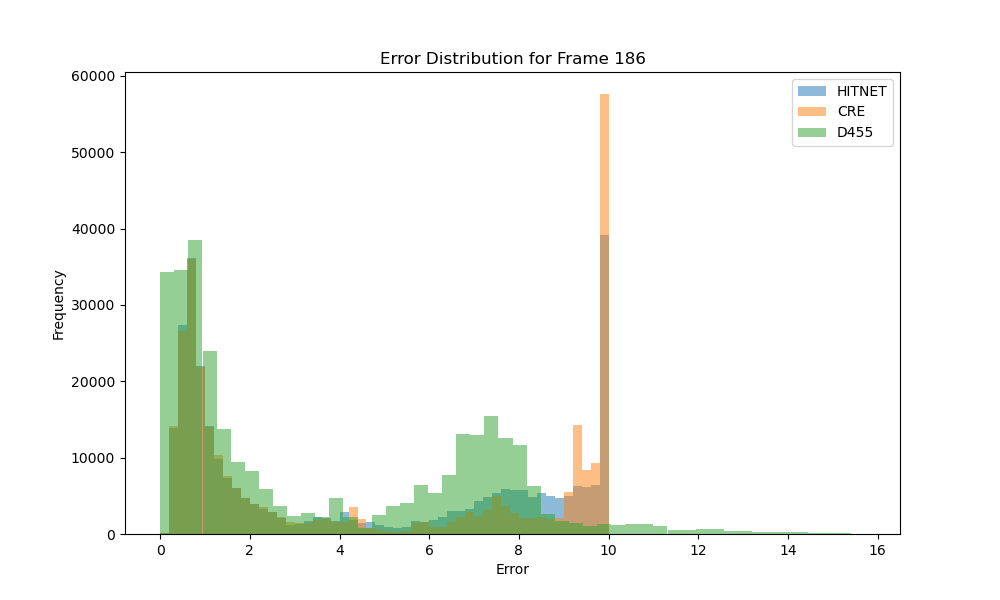 Error Distribution for Frame 186
HITNET
CRE
D455
Frequency
60000
50000
40000
30000
20000
10000
0
0 2 4 6 8 10 12 14 16
Error